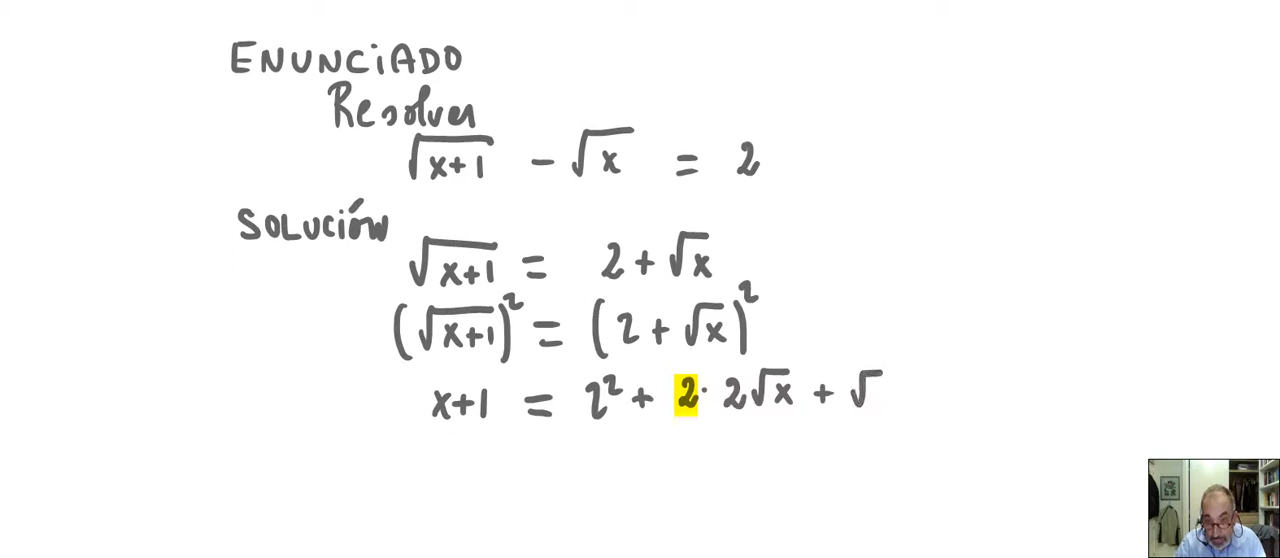 ENUNCiADO
Resolver
√x+1 - √x = 2
SOLUCióN
√x+1 = 2 + √x
(√x+1)² = (2 + √x)²
x+1 = 2² + 2 · 2√x + √